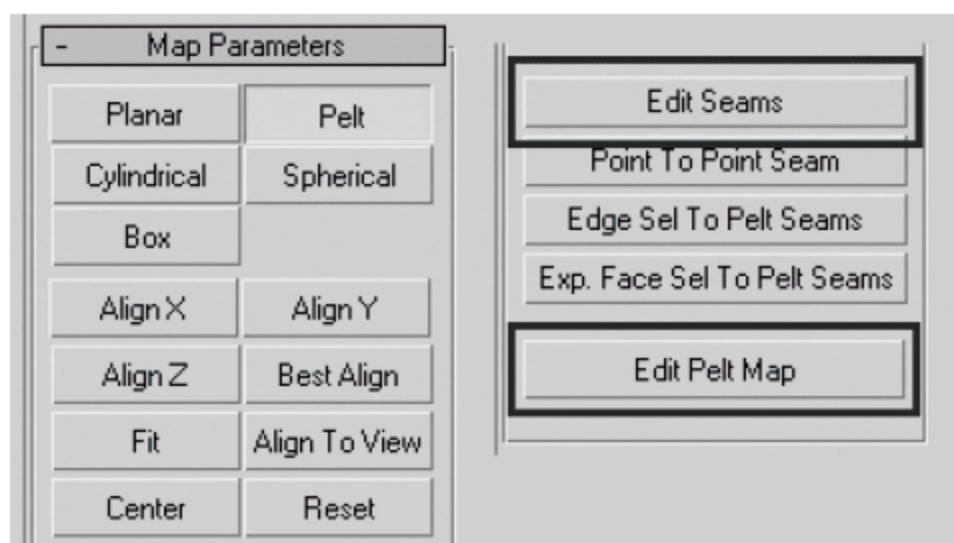 - Map Parameters
Planar Pelt
Cylindrical Spherical
Box
Align X Align Y
Align Z Best Align
Fit Align To View
Center Reset
Edit Seams
Point To Point Seam
Edge Sel To Pelt Seams
Exp. Face Sel To Pelt Seams
Edit Pelt Map